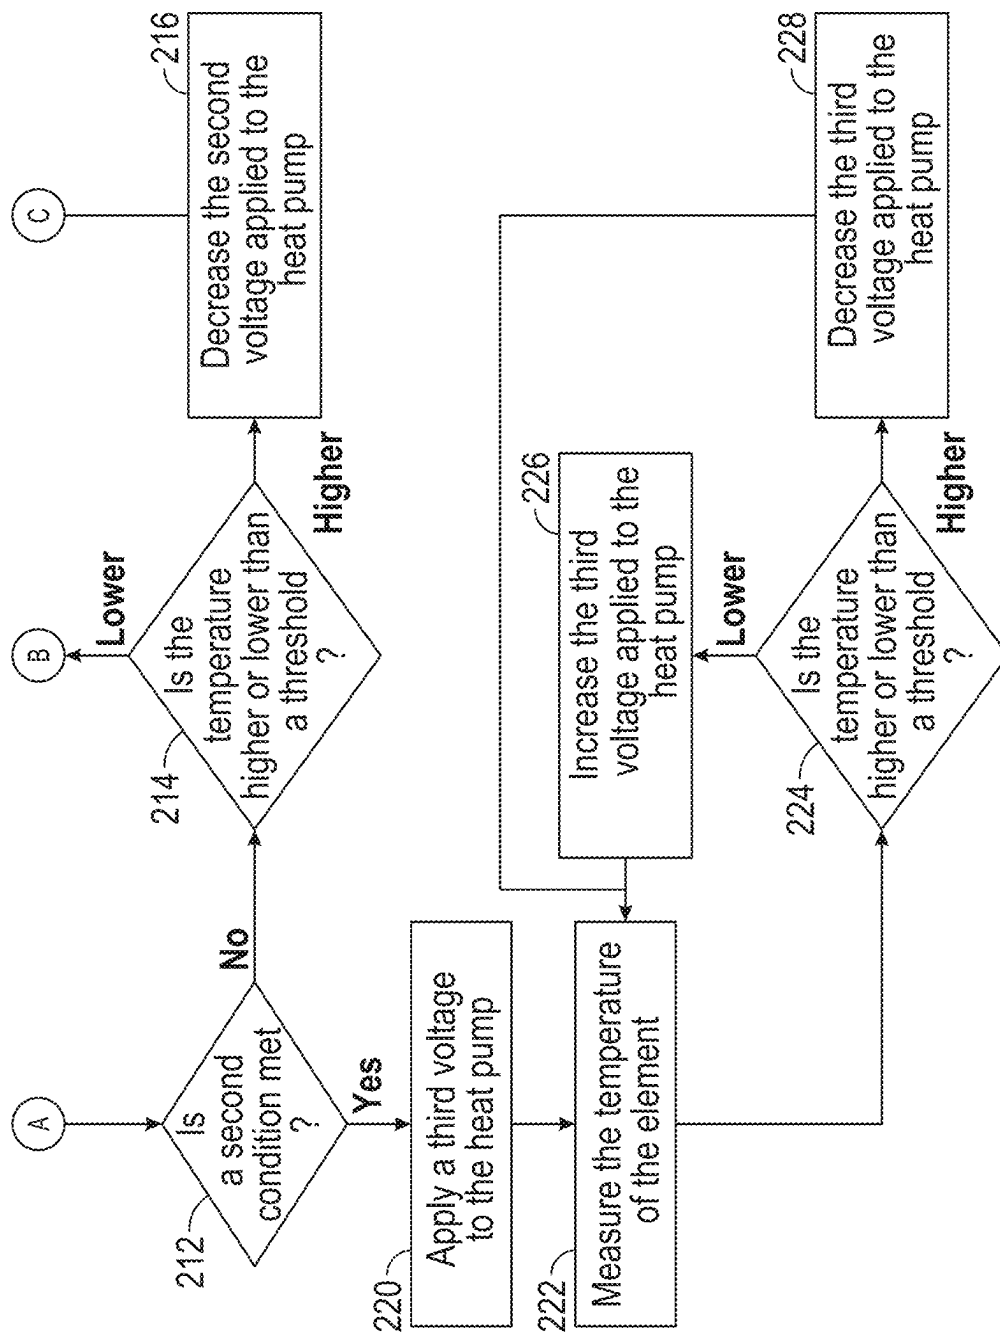 A
212
Is
a second
condition met
?
No
Yes
B
Lower
214
Is the
temperature
higher or lower than
a threshold
?
Higher
C
216
Decrease the second
voltage applied to the
heat pump
220
Apply a third voltage
to the heat pump
222
Measure the temperature
of the element
224
Is the
temperature
higher or lower than
a threshold
?
Lower
Higher
226
Increase the third
voltage applied to the
heat pump
228
Decrease the third
voltage applied to the
heat pump